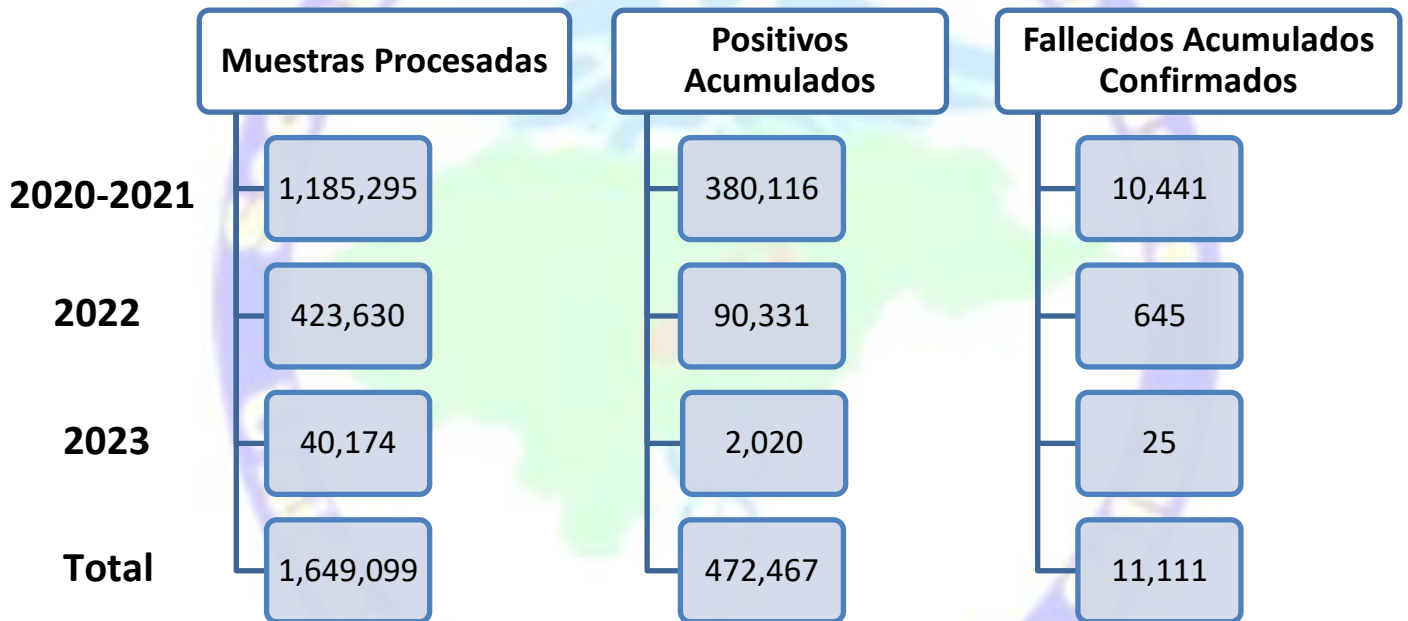 Muestras Procesadas
Positivos
Acumulados
Fallecidos Acumulados
Confirmados
2020-2021
1,185,295
380,116
10,441
2022
423,630
90,331
645
2023
40,174
2,020
25
Total
1,649,099
472,467
11,111